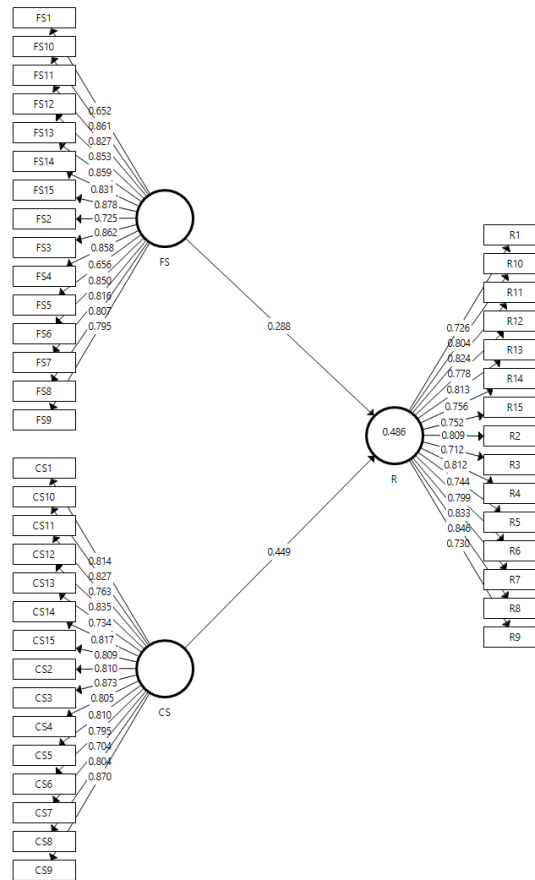 FS1
FS10
FS11
FS12
FS13
FS14
FS15
FS2
FS3
FS4
FS5
FS6
FS7
FS8
FS9
0.652
0.861
0.827
0.853
0.859
0.831
0.878
0.725
0.862
0.858
0.656
0.850
0.816
0.807
0.795
FS
0.288
CS1
CS10
CS11
CS12
CS13
CS14
CS15
CS2
CS3
CS4
CS5
CS6
CS7
CS8
CS9
0.814
0.827
0.763
0.835
0.734
0.817
0.809
0.810
0.873
0.805
0.810
0.795
0.704
0.804
0.870
CS
0.449
0.486
R
0.726
0.804
0.824
0.778
0.813
0.756
0.752
0.809
0.712
0.812
0.744
0.799
0.833
0.846
0.730
R1
R10
R11
R12
R13
R14
R15
R2
R3
R4
R5
R6
R7
R8
R9